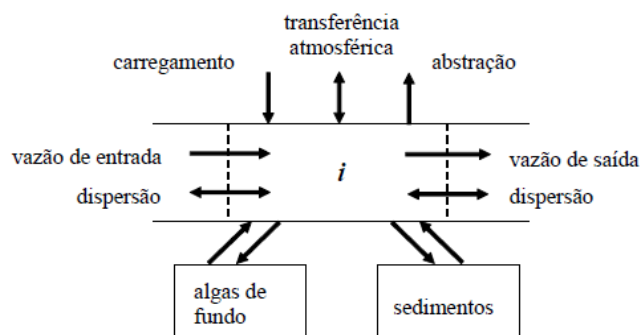 transferência
atmosférica
carregamento
abstração
vazão de entrada
i
vazão de saída
dispersão
dispersão
algas de
fundo
sedimentos